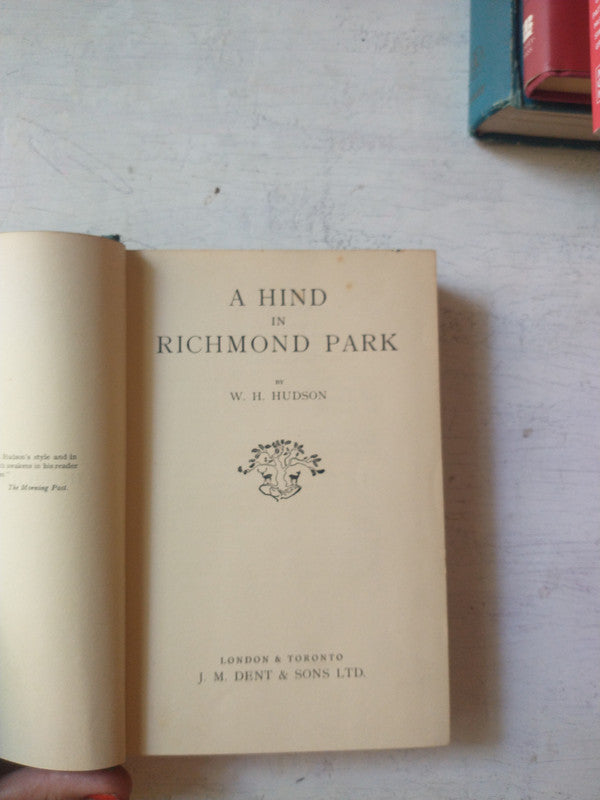 Hudson's style and in
awakens in his reader
The Morning Post.
A HIND
IN
RICHMOND PARK
BY
W. H. HUDSON
LONDON & TORONTO
J. M. DENT & SONS LTD.